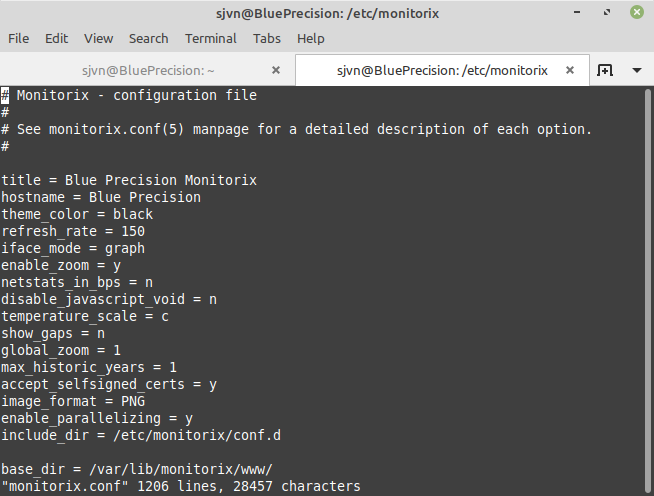 sjvn@BluePrecision: /etc/monitorix
File Edit View Search Terminal Tabs Help
sjvn@BluePrecision: ~ sjvn@BluePrecision: /etc/monitorix
# Monitorix - configuration file
#
# See monitorix.conf(5) manpage for a detailed description of each option.
#
title = Blue Precision Monitorix
hostname = Blue Precision
theme_color = black
refresh_rate = 150
iface_mode = graph
enable_zoom = y
netstats_in_bps = n
disable_javascript_void = n
temperature_scale = c
show_gaps = n
global_zoom = 1
max_historic_years = 1
accept_selfsigned_certs = y
image_format = PNG
enable_parallelizing = y
include_dir = /etc/monitorix/conf.d
base_dir = /var/lib/monitorix/www/
"monitorix.conf" 1206 lines, 28457 characters